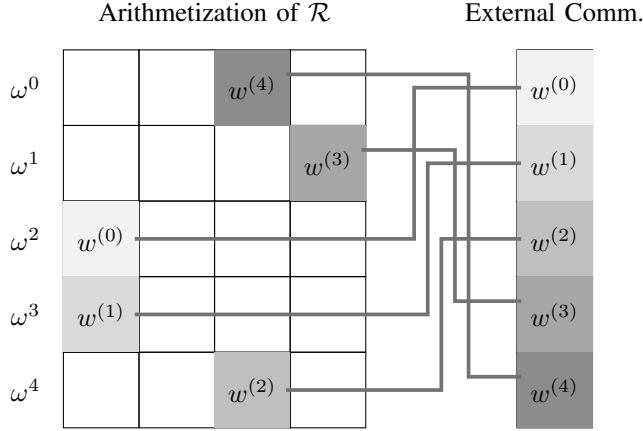 Arithmetization of $\mathcal{R}$ External Comm.
$\omega^0$ $w^{(4)}$ $w^{(0)}$
$\omega^1$ $w^{(3)}$ $w^{(1)}$
$\omega^2$ $w^{(0)}$ $w^{(2)}$
$\omega^3$ $w^{(1)}$ $w^{(3)}$
$\omega^4$ $w^{(2)}$ $w^{(4)}$